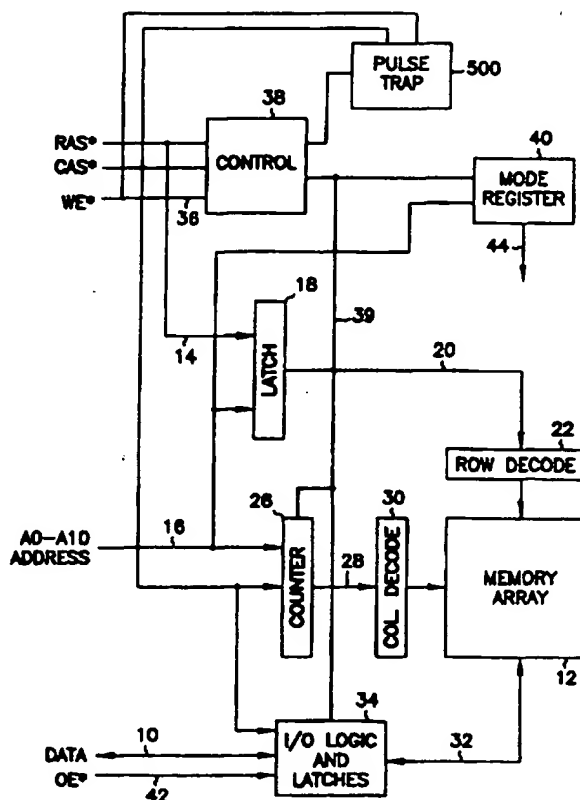 PULSE
TRAP
500
38
RAS*
CAS*
WE*
36
CONTROL
40
MODE
REGISTER
44
18
39
14
LATCH
20
22
ROW DECODE
26
30
A0-A10
ADDRESS
16
COUNTER
28
COL DECODE
MEMORY
ARRAY
12
34
I/O LOGIC
AND
LATCHES
32
DATA
10
OE*
42